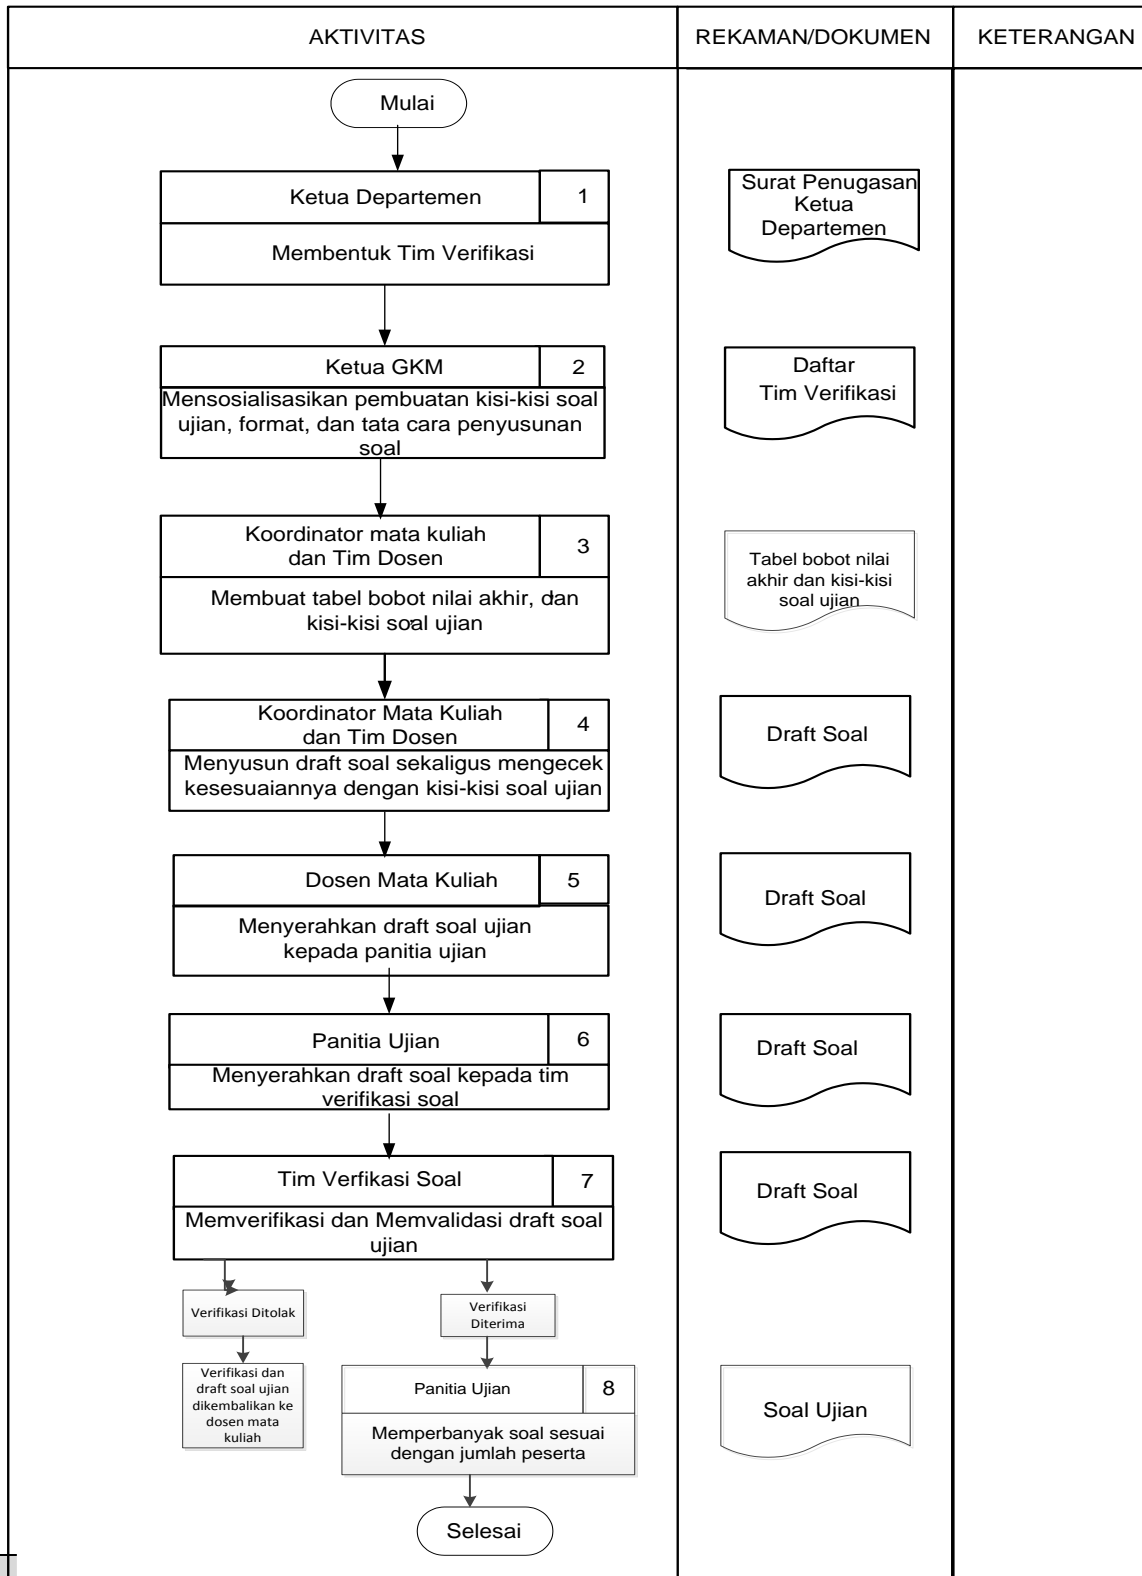 AKTIVITAS
REKAMAN/DOKUMEN
KETERANGAN
Mulai
Ketua Departemen
1
Membentuk Tim Verifikasi
Surat Penugasan
Ketua
Departemen
Ketua GKM
2
Mensosialisasikan pembuatan kisi-kisi soal
ujian, format, dan tata cara penyusunan
soal
Daftar
Tim Verifikasi
Koordinator mata kuliah
dan Tim Dosen
3
Membuat tabel bobot nilai akhir, dan
kisi-kisi soal ujian
Tabel bobot nilai
akhir dan kisi-kisi
soal ujian
Koordinator Mata Kuliah
dan Tim Dosen
4
Menyusun draft soal sekaligus mengecek
kesesuaiannya dengan kisi-kisi soal ujian
Draft Soal
Dosen Mata Kuliah
5
Menyerahkan draft soal ujian
kepada panitia ujian
Draft Soal
Panitia Ujian
6
Menyerahkan draft soal kepada tim
verifikasi soal
Draft Soal
Tim Verfikasi Soal
7
Memverifikasi dan Memvalidasi draft soal
ujian
Draft Soal
Verifikasi Ditolak
Verifikasi
Diterima
Verifikasi dan
draft soal ujian
dikembalikan ke
dosen mata
kuliah
Panitia Ujian
8
Memperbanyak soal sesuai
dengan jumlah peserta
Soal Ujian
Selesai